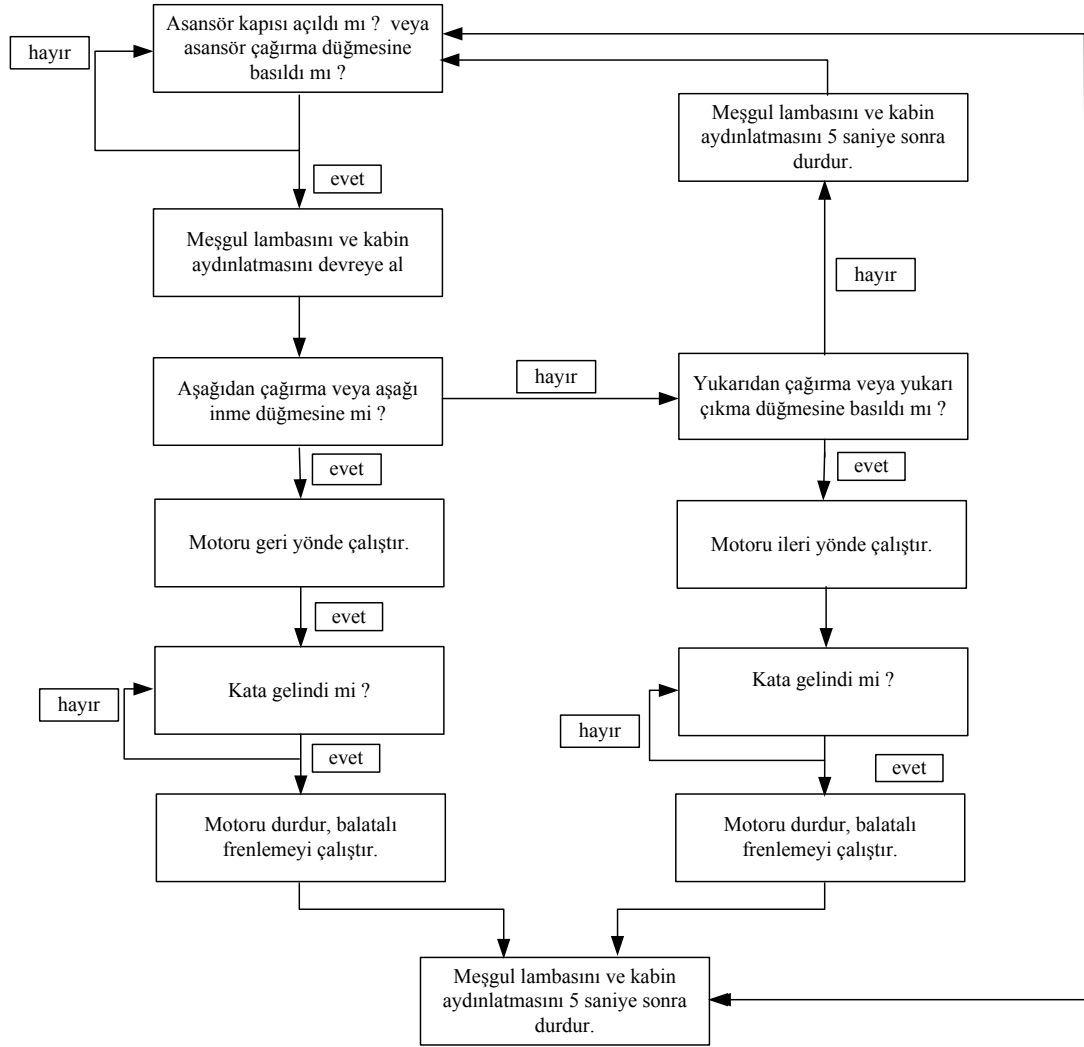 Asansör kapısı açıldı mı ? veya
asansör çağırma düğmesine
basıldı mı ?
hayır
Meşgul lambasını ve kabin
aydınlatmasını 5 saniye sonra
durdur.
evet
Meşgul lambasını ve kabin
aydınlatmasını devreye al
hayır
Aşağıdan çağırma veya aşağı
inme düğmesine mi ?
hayır
Yukarıdan çağırma veya yukarı
çıkma düğmesine basıldı mı ?
evet
evet
Motoru geri yönde çalıştır.
Motoru ileri yönde çalıştır.
evet
Kata gelindi mi ?
Kata gelindi mi ?
hayır
hayır
evet
evet
Motoru durdur, balatalı
frenlemeyi çalıştır.
Motoru durdur, balatalı
frenlemeyi çalıştır.
Meşgul lambasını ve kabin
aydınlatmasını 5 saniye sonra
durdur.